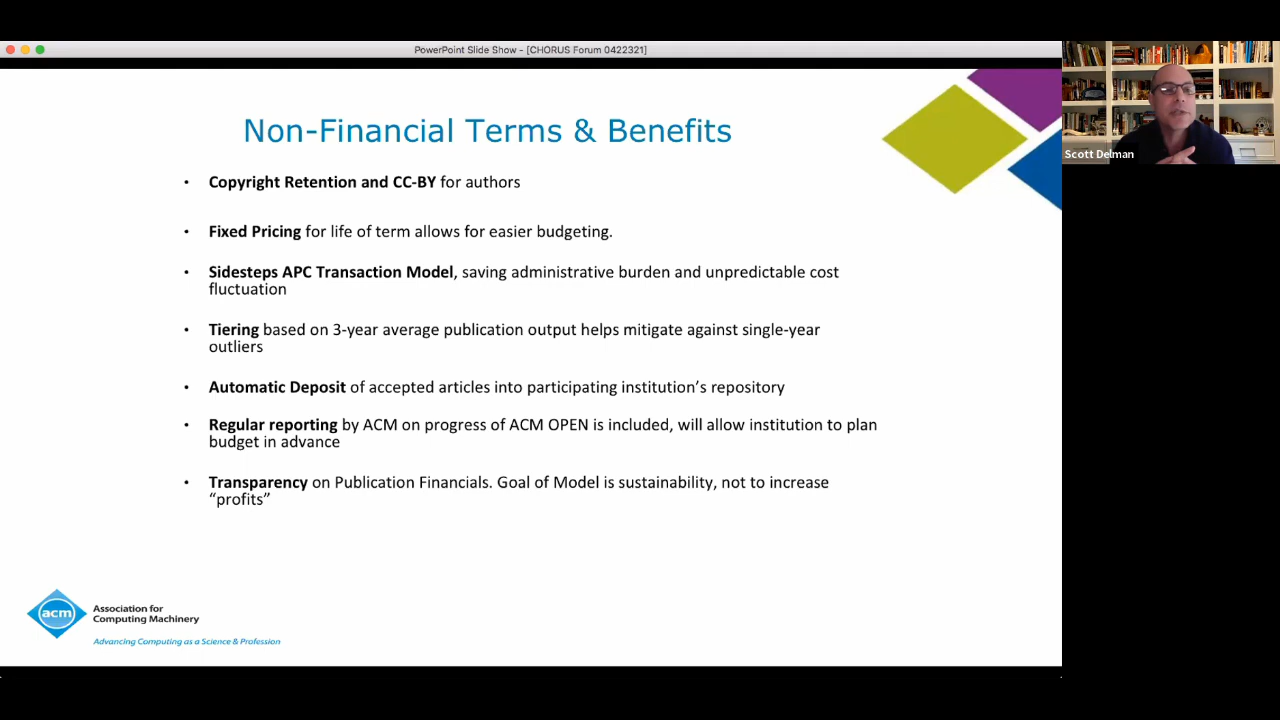 PowerPoint Slide Show - [CHORUS Forum 0422321]
Non-Financial Terms & Benefits
Scott Delman
• Copyright Retention and CC-BY for authors
• Fixed Pricing for life of term allows for easier budgeting.
• Sidesteps APC Transaction Model, saving administrative burden and unpredictable cost
fluctuation
• Tiering based on 3-year average publication output helps mitigate against single-year
outliers
• Automatic Deposit of accepted articles into participating institution’s repository
• Regular reporting by ACM on progress of ACM OPEN is included, will allow institution to plan
budget in advance
• Transparency on Publication Financials. Goal of Model is sustainability, not to increase
“profits”
acm
Association for
Computing Machinery
Advancing Computing as a Science & Profession